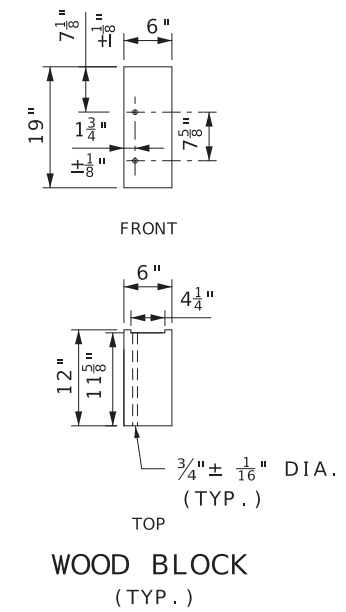 7 1/8" ± 1/8"
6"
19"
1 3/4" ± 1/8"
7 5/8"
FRONT
6"
4 1/4"
12"
11 5/8"
3/4" ± 1/16" DIA.
(TYP.)
TOP
WOOD BLOCK
(TYP.)